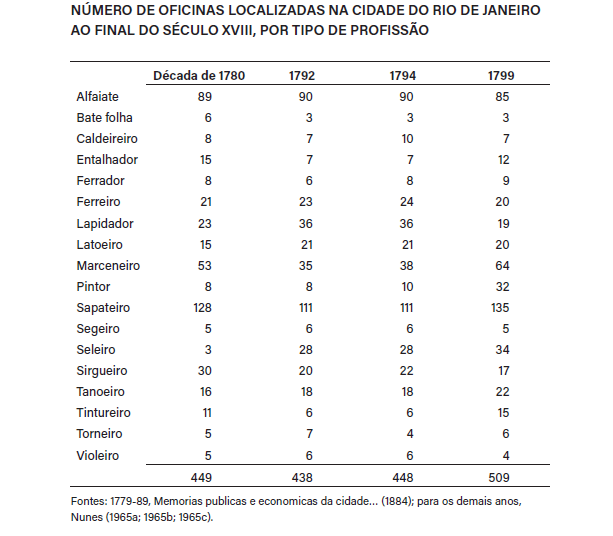 NÚMERO DE OFICINAS LOCALIZADAS NA CIDADE DO RIO DE JANEIRO
AO FINAL DO SÉCULO XVIII, POR TIPO DE PROFISSÃO
Década de 1780 1792 1794 1799
Alfaiate 89 90 90 85
Bate folha 6 3 3 3
Caldeireiro 8 7 10 7
Entalhador 15 7 7 12
Ferrador 8 6 8 9
Ferreiro 21 23 24 20
Lapidador 23 36 36 19
Latoeiro 15 21 21 20
Marceneiro 53 35 38 64
Pintor 8 8 10 32
Sapateiro 128 111 111 135
Segeiro 5 6 6 5
Seleiro 3 28 28 34
Sirgueiro 30 20 22 17
Tanoeiro 16 18 18 22
Tintureiro 11 6 6 15
Torneiro 5 7 4 6
Violeiro 5 6 6 4
449 438 448 509
Fontes: 1779-89, Memorias publicas e economicas da cidade... (1884); para os demais anos,
Nunes (1965a; 1965b; 1965c).